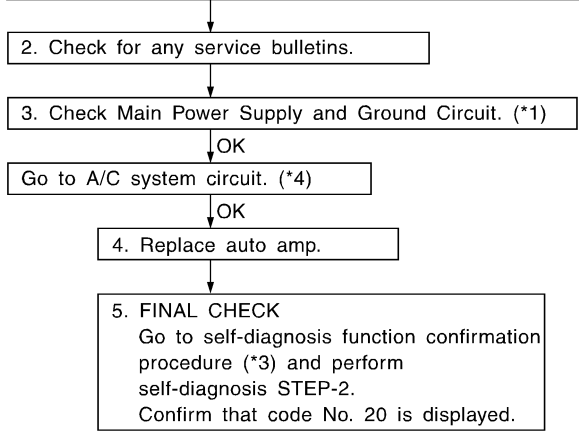 2. Check for any service bulletins.
3. Check Main Power Supply and Ground Circuit. (*1)
OK
Go to A/C system circuit. (*4)
OK
4. Replace auto amp.
5. FINAL CHECK
Go to self-diagnosis function confirmation
procedure (*3) and perform
self-diagnosis STEP-2.
Confirm that code No. 20 is displayed.